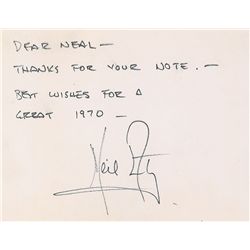 DEAR NEAL —
THANKS FOR YOUR NOTE. —
BEST WISHES FOR A
GREAT 1970 —
Neil